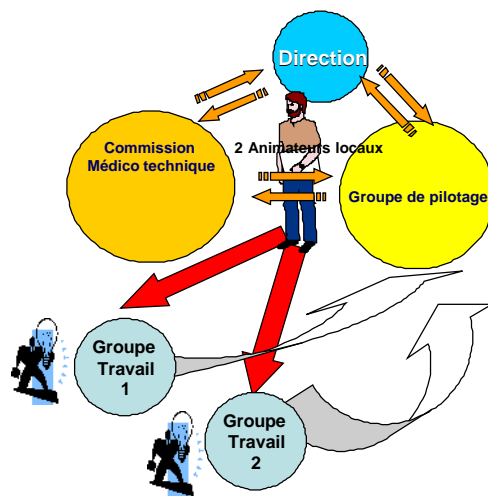 Direction
Commission
Médico technique
2 Animateurs locaux
Groupe de pilotage
Groupe
Travail
1
Groupe
Travail
2